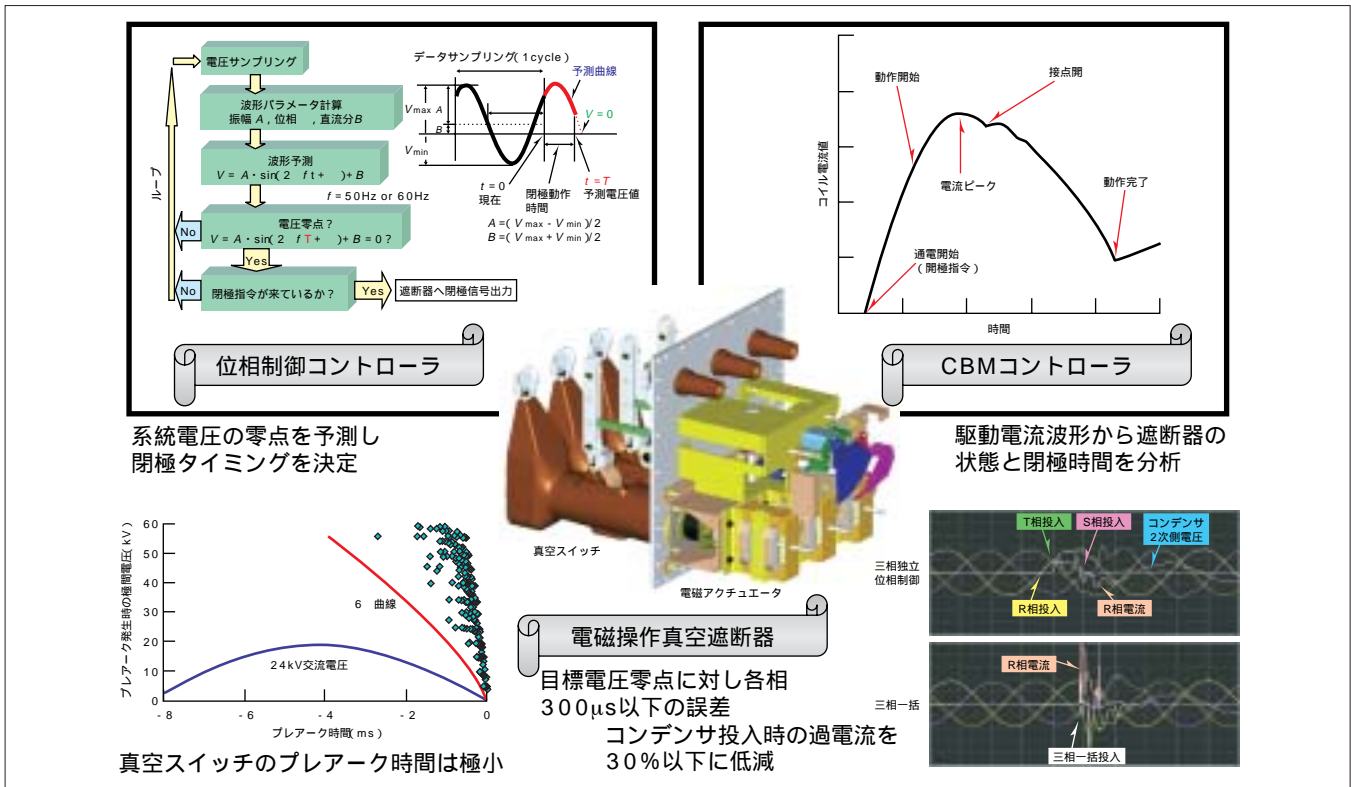 電圧サンプリング
波形パラメータ計算
振幅 A , 位相 , 直流分B
波形予測
V = A・sin( 2 f t + )+ B
f = 50Hz or 60Hz
電圧零点？
V = A・sin( 2 f T + )+ B = 0 ?
No
Yes
閉極指令が来ているか？
No
Yes
遮断器へ閉極信号出力
ループ
データサンプリング( 1cycle )
予測曲線
Vmax
A
B
V = 0
Vmin
t = 0
現在
閉極動作
時間
t = T
予測電圧値
A =( Vmax - Vmin )/2
B =( Vmax + Vmin )/2
位相制御コントローラ
系統電圧の零点を予測し
閉極タイミングを決定
コイル電流値
動作開始
接点開
電流ピーク
動作完了
通電開始
( 開極指令 )
時間
CBMコントローラ
駆動電流波形から遮断器の
状態と閉極時間を分析
真空スイッチ
電磁アクチュエータ
電磁操作真空遮断器
目標電圧零点に対し各相
300μs以下の誤差
コンデンサ投入時の過電流を
30％以下に低減
プレアーク発生時の極間電圧( kV )
60
50
40
30
20
10
0
6 曲線
24kV交流電圧
- 8
- 6
- 4
- 2
0
プレアーク時間( ms )
真空スイッチのプレアーク時間は極小
三相独立
位相制御
T相投入
S相投入
コンデンサ
2次側電圧
R相投入
R相電流
三相一括
R相電流
三相一括投入